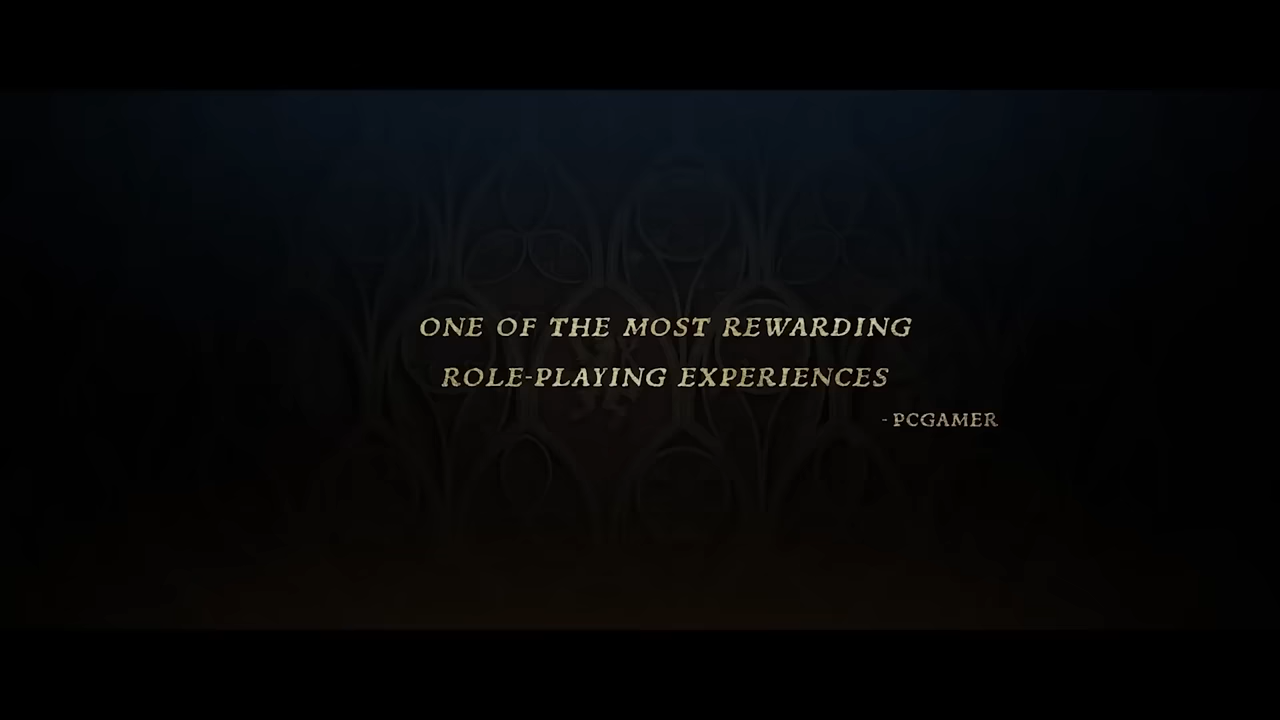 ONE OF THE MOST REWARDING
ROLE-PLAYING EXPERIENCES
- PCGAMER